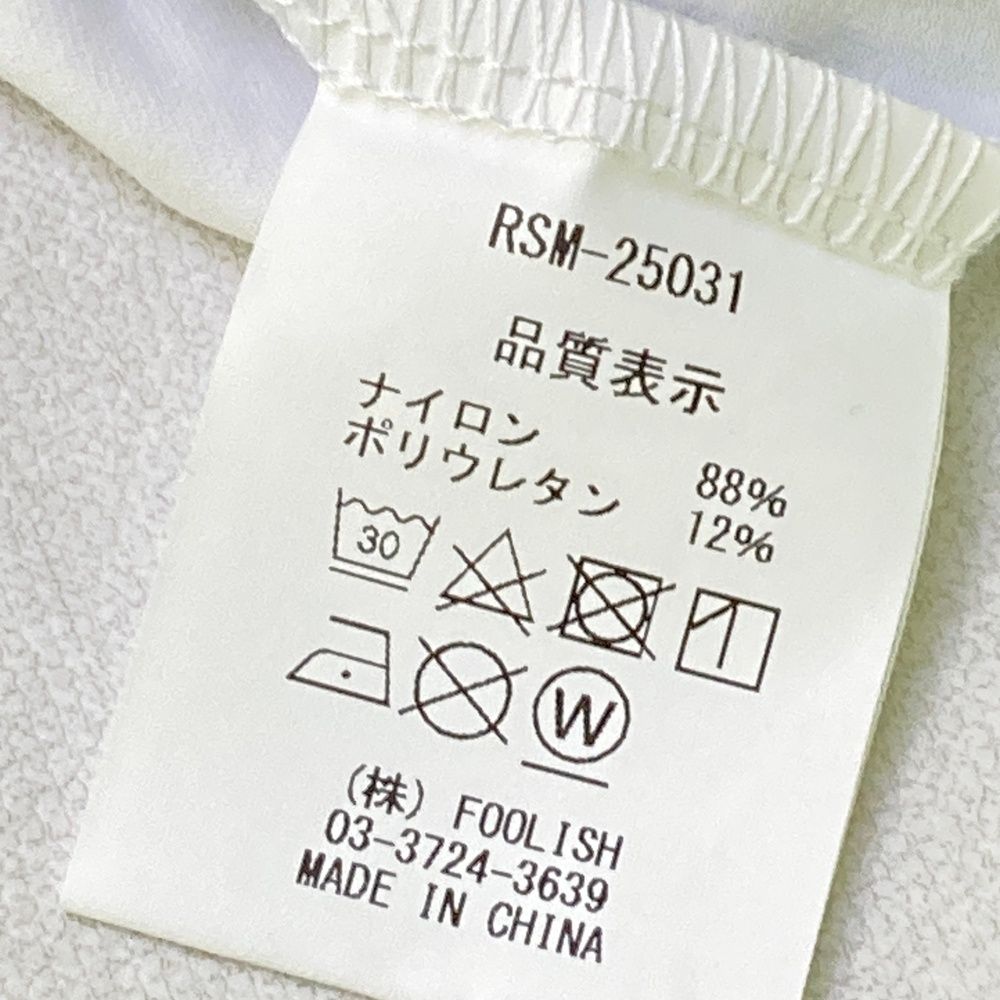 RSM-25031
品質表示
ナイロン 88%
ポリウレタン 12%
30
W
(株) FOOLISH
03-3724-3639
MADE IN CHINA